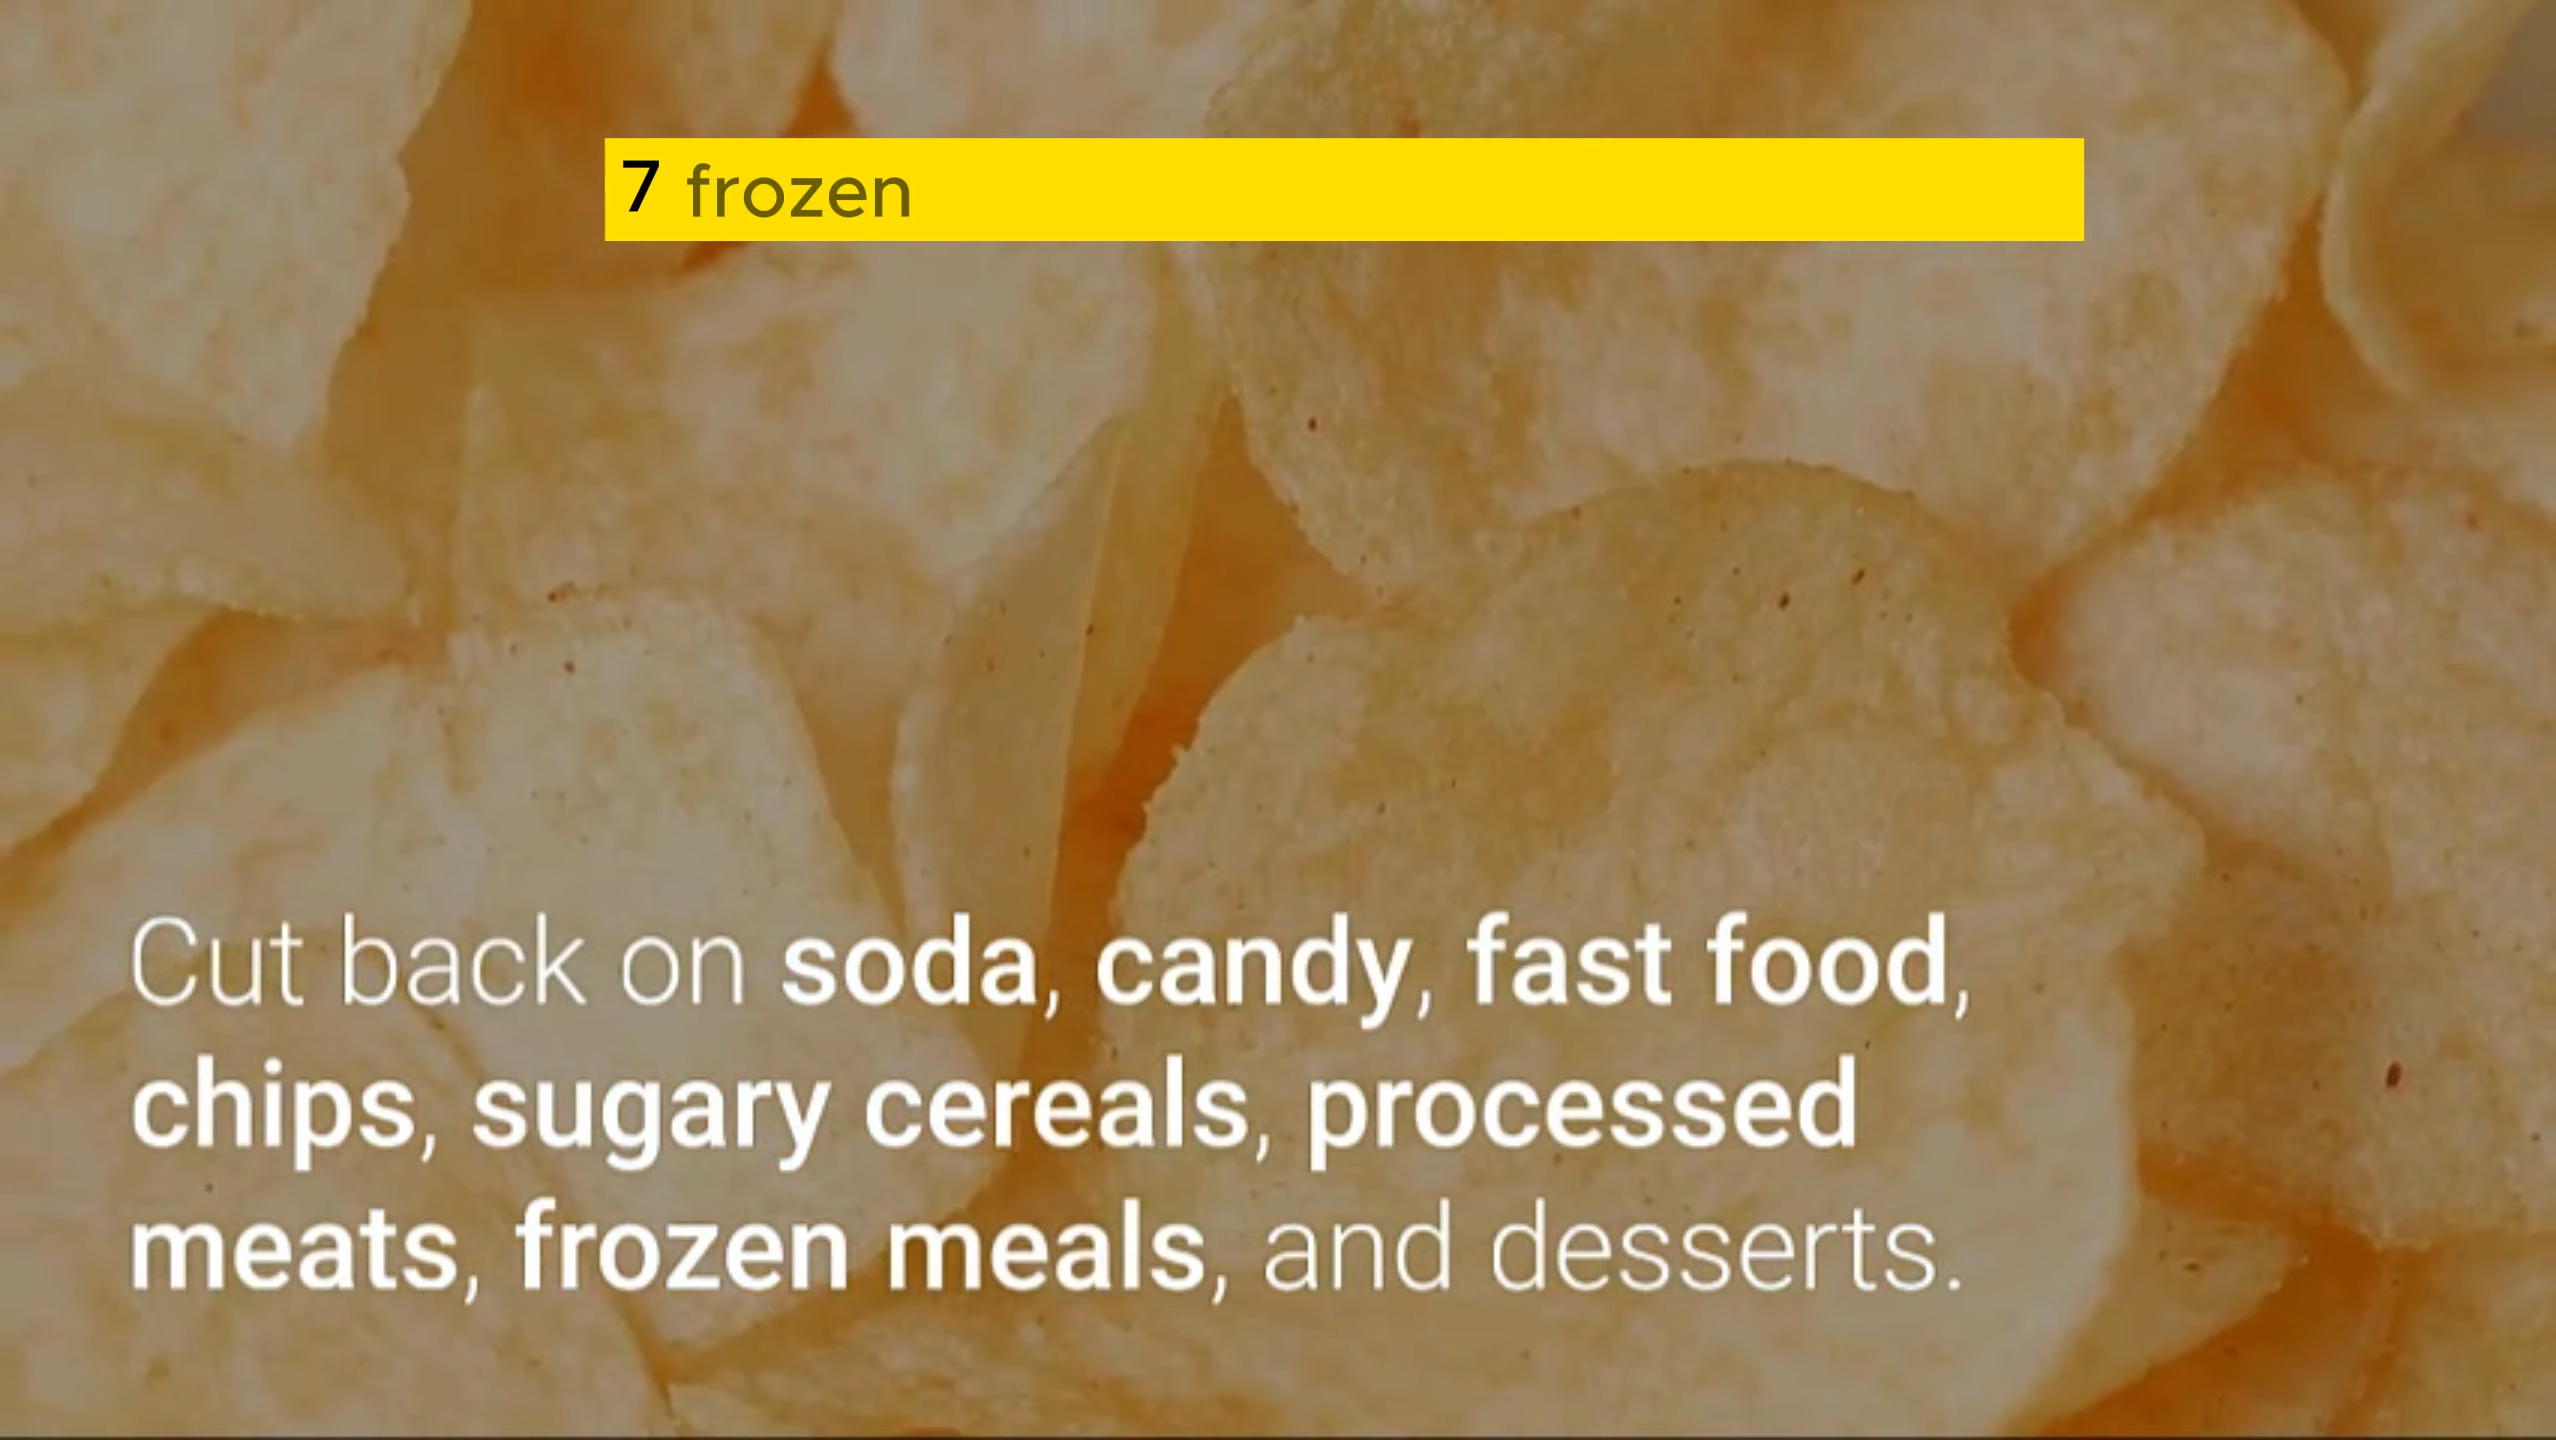 7 frozen
Cut back on soda, candy, fast food,
chips, sugary cereals, processed
meats, frozen meals, and desserts.